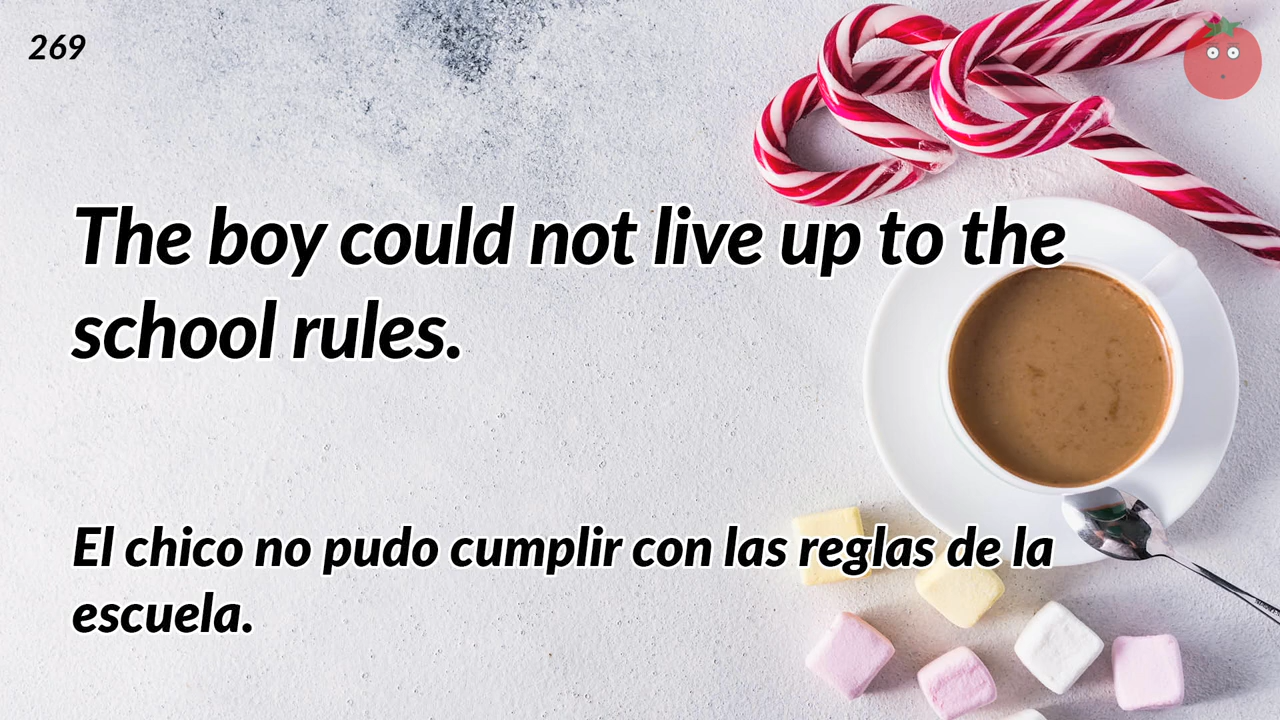 269
The boy could not live up to the
school rules.
El chico no pudo cumplir con las reglas de la
escuela.